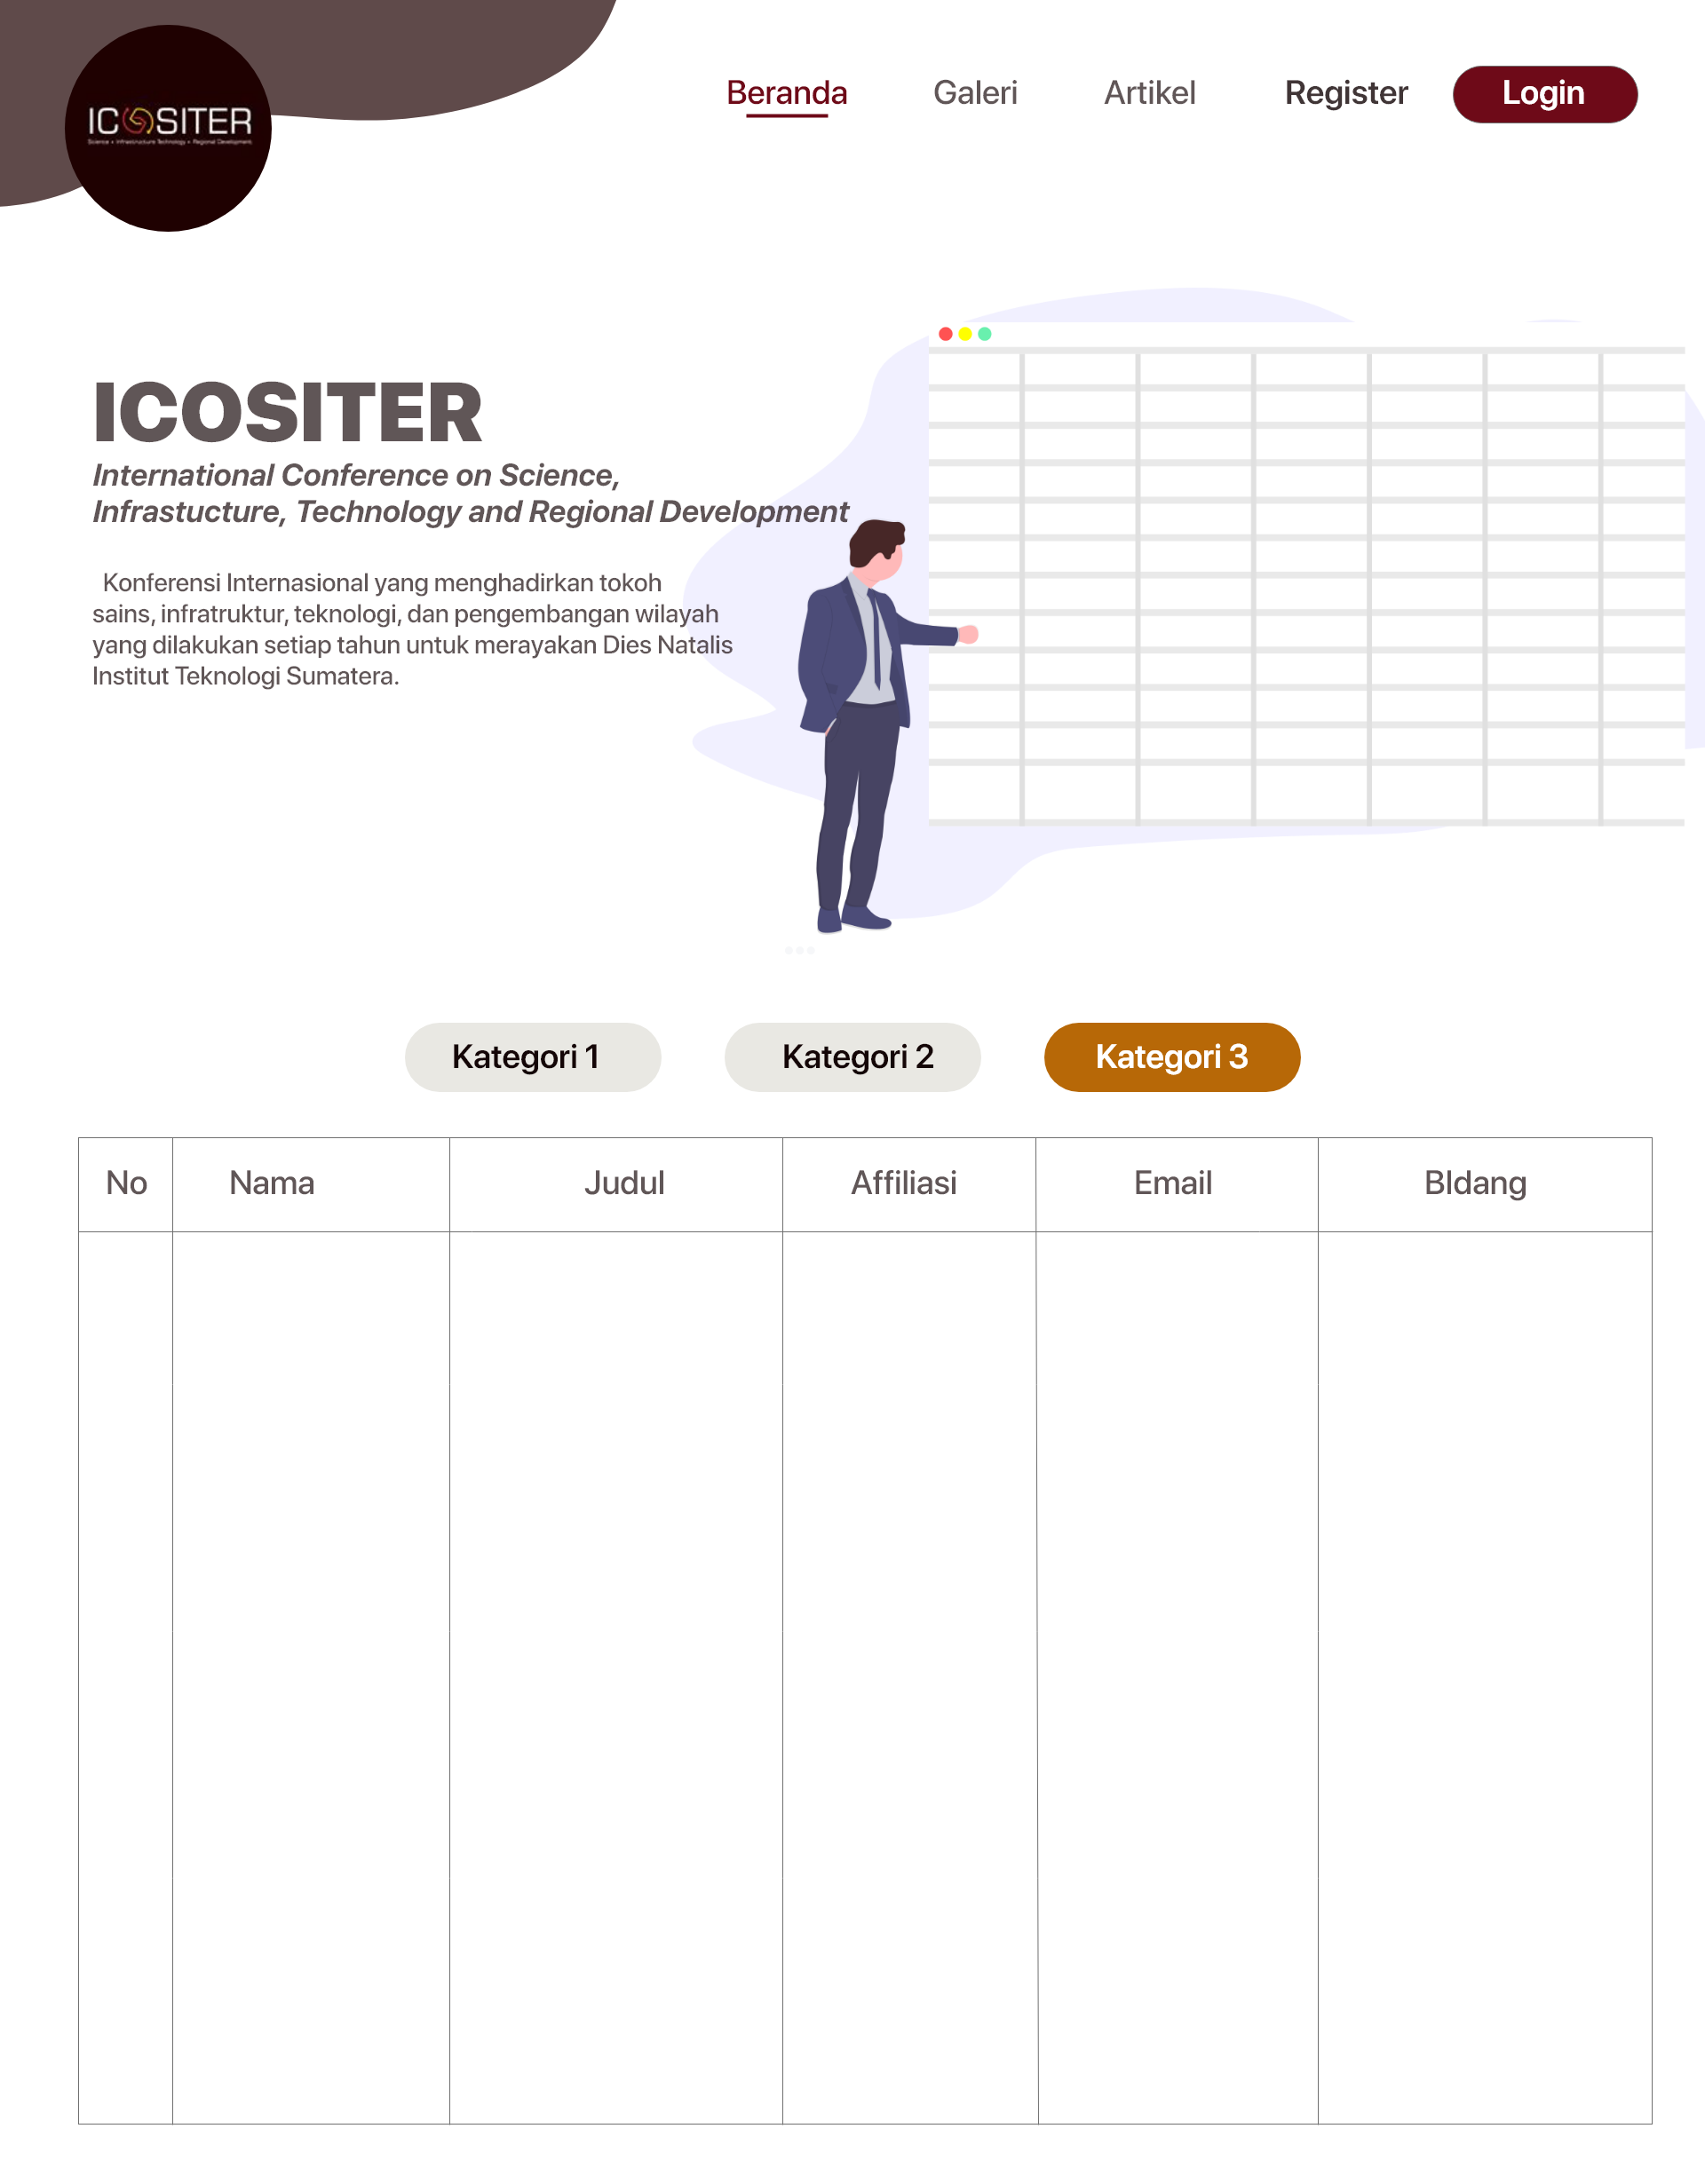 ICOSITER
Science • Infrastructure Technology • Regional Development
Beranda
Galeri
Artikel
Register
Login
ICOSITER
International Conference on Science,
Infrastucture, Technology and Regional Development
Konferensi Internasional yang menghadirkan tokoh
sains, infratruktur, teknologi, dan pengembangan wilayah
yang dilakukan setiap tahun untuk merayakan Dies Natalis
Institut Teknologi Sumatera.
Kategori 1
Kategori 2
Kategori 3
No
Nama
Judul
Affiliasi
Email
BIdang